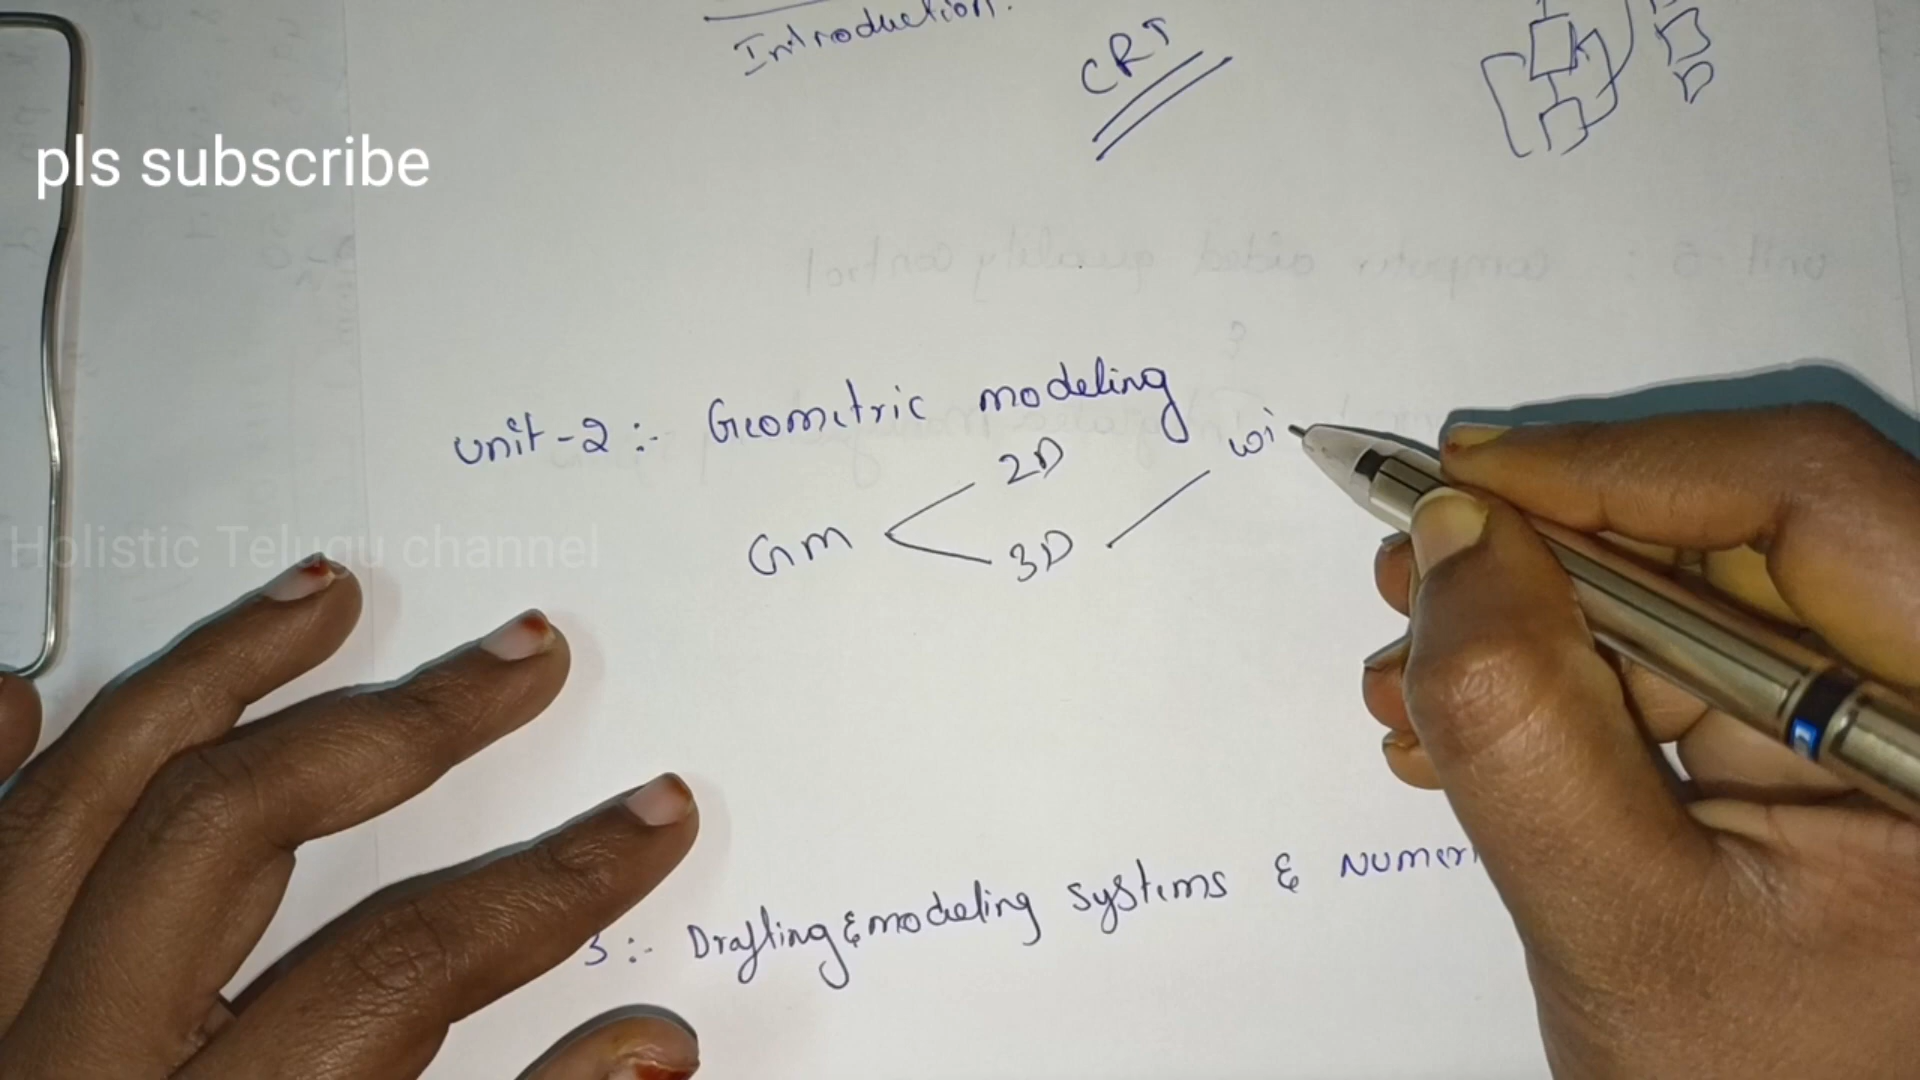 Introduction.
CRT
pls subscribe
unit-2:- Geometric modeling
2D
wi
GM
3D
Holistic Telugu channel
3:- Drafting & modeling systems & Numeri